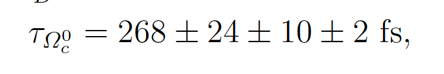 τ_{Ω_c^0} = 268 ± 24 ± 10 ± 2 fs,